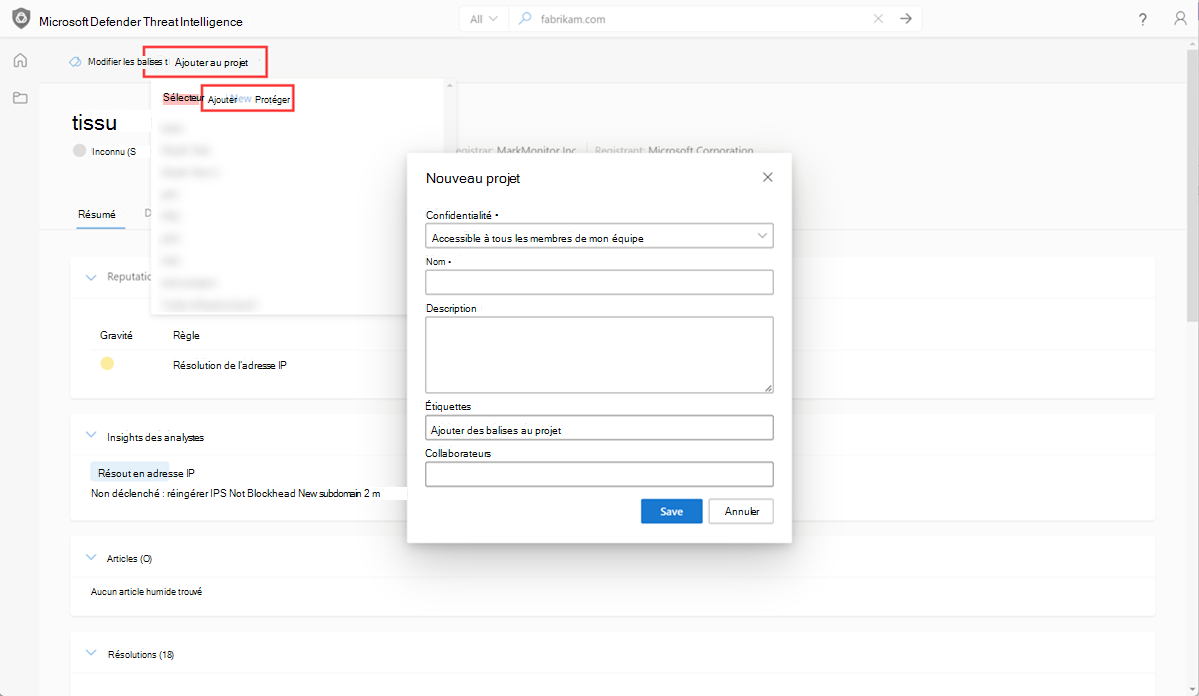 Microsoft Defender Threat Intelligence
All
fabrikam.com
?
Modifier les balises t
Ajouter au projet
Sélecteur
Ajouter New Protéger
tissu
Inconnu (S
egistrar: MarkMonitor Inc.
Registrant: Microsoft Corporation
Résumé
D
Nouveau projet
Confidentialité •
Accessible à tous les membres de mon équipe
Nom •
Description
Étiquettes
Ajouter des balises au projet
Collaborateurs
Save
Annuler
Reputatio
Gravité
Règle
Résolution de l'adresse IP
Insights des analystes
Résout en adresse IP
Non déclenché : réingérer IPS Not Blockhead New subdomain 2 m
Articles (O)
Aucun article humide trouvé
Résolutions (18)